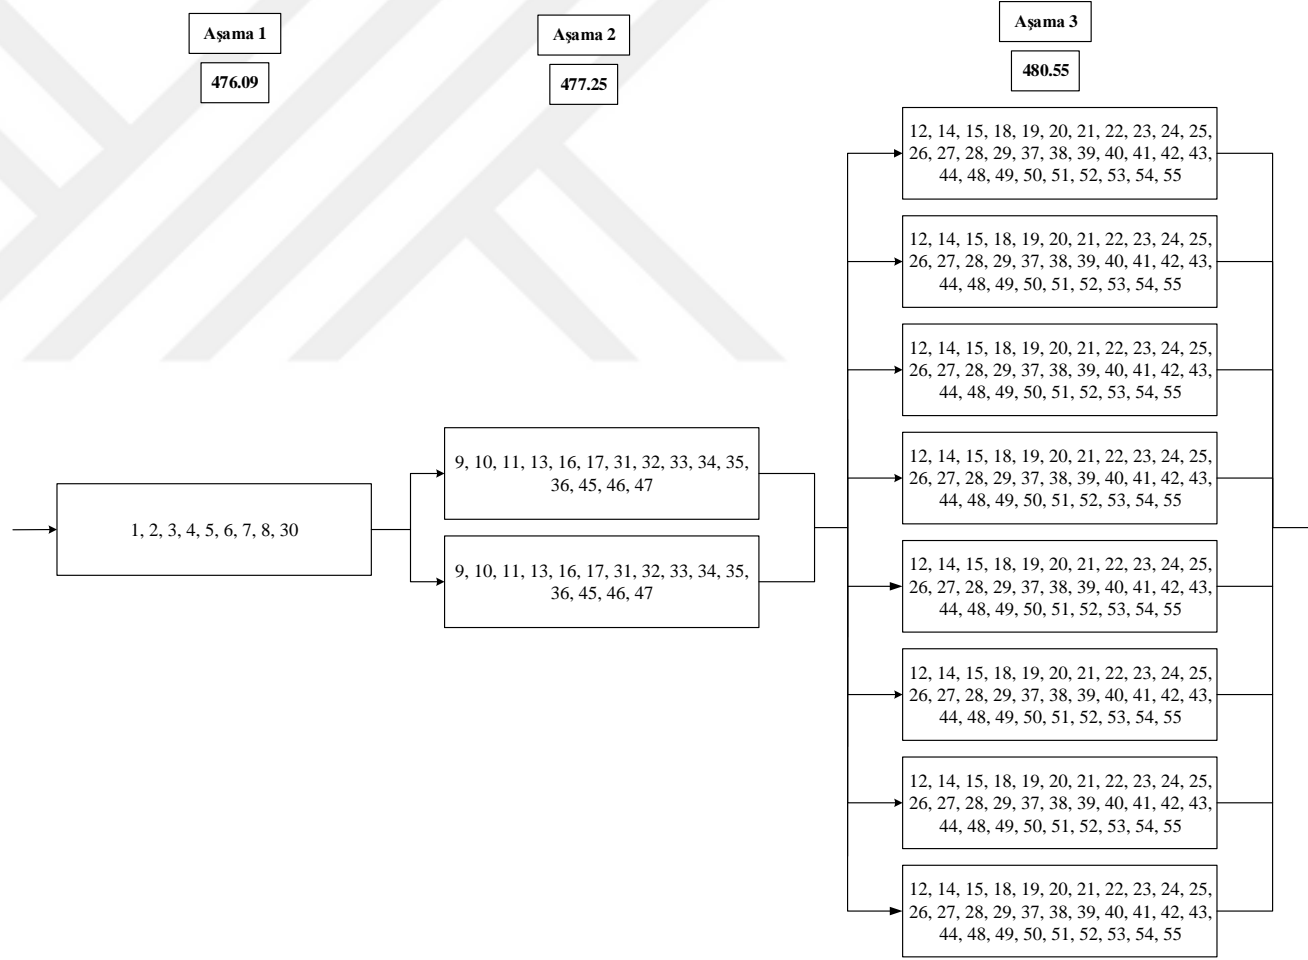 Aşama 1
476.09
Aşama 2
477.25
Aşama 3
480.55
1, 2, 3, 4, 5, 6, 7, 8, 30
9, 10, 11, 13, 16, 17, 31, 32, 33, 34, 35,
36, 45, 46, 47
9, 10, 11, 13, 16, 17, 31, 32, 33, 34, 35,
36, 45, 46, 47
12, 14, 15, 18, 19, 20, 21, 22, 23, 24, 25,
26, 27, 28, 29, 37, 38, 39, 40, 41, 42, 43,
44, 48, 49, 50, 51, 52, 53, 54, 55
12, 14, 15, 18, 19, 20, 21, 22, 23, 24, 25,
26, 27, 28, 29, 37, 38, 39, 40, 41, 42, 43,
44, 48, 49, 50, 51, 52, 53, 54, 55
12, 14, 15, 18, 19, 20, 21, 22, 23, 24, 25,
26, 27, 28, 29, 37, 38, 39, 40, 41, 42, 43,
44, 48, 49, 50, 51, 52, 53, 54, 55
12, 14, 15, 18, 19, 20, 21, 22, 23, 24, 25,
26, 27, 28, 29, 37, 38, 39, 40, 41, 42, 43,
44, 48, 49, 50, 51, 52, 53, 54, 55
12, 14, 15, 18, 19, 20, 21, 22, 23, 24, 25,
26, 27, 28, 29, 37, 38, 39, 40, 41, 42, 43,
44, 48, 49, 50, 51, 52, 53, 54, 55
12, 14, 15, 18, 19, 20, 21, 22, 23, 24, 25,
26, 27, 28, 29, 37, 38, 39, 40, 41, 42, 43,
44, 48, 49, 50, 51, 52, 53, 54, 55
12, 14, 15, 18, 19, 20, 21, 22, 23, 24, 25,
26, 27, 28, 29, 37, 38, 39, 40, 41, 42, 43,
44, 48, 49, 50, 51, 52, 53, 54, 55
12, 14, 15, 18, 19, 20, 21, 22, 23, 24, 25,
26, 27, 28, 29, 37, 38, 39, 40, 41, 42, 43,
44, 48, 49, 50, 51, 52, 53, 54, 55